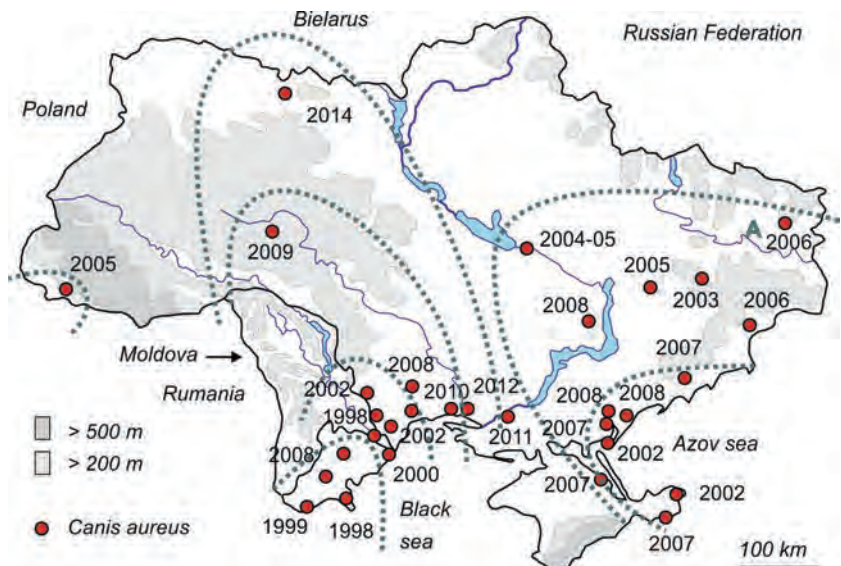 Bielarus
Russian Federation
Poland
2014
A
2009
2004-05
2006
2005
2005
2003
2006
2008
Moldova
2007
Rumania
2008
2002
2010
2012
2008
2008
1998
2011
2007
> 500 m
2002
2002
Azov sea
> 200 m
2008
2000
2007
2002
Canis aureus
1999
1998
Black
sea
2007
100 km